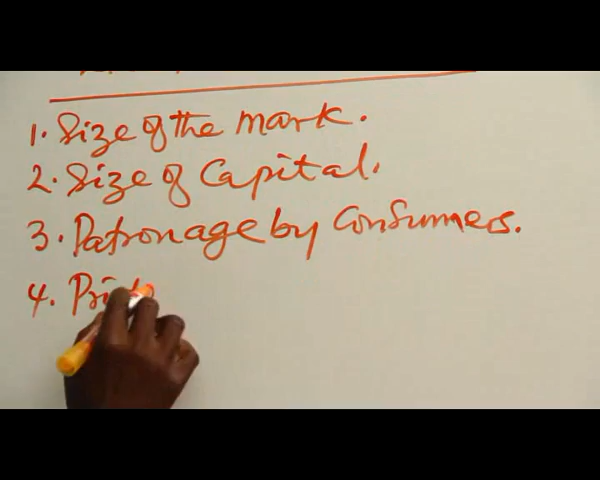 1. Size of the mark.
2. Size of Capital.
3. Patronage by Consumers.
4.